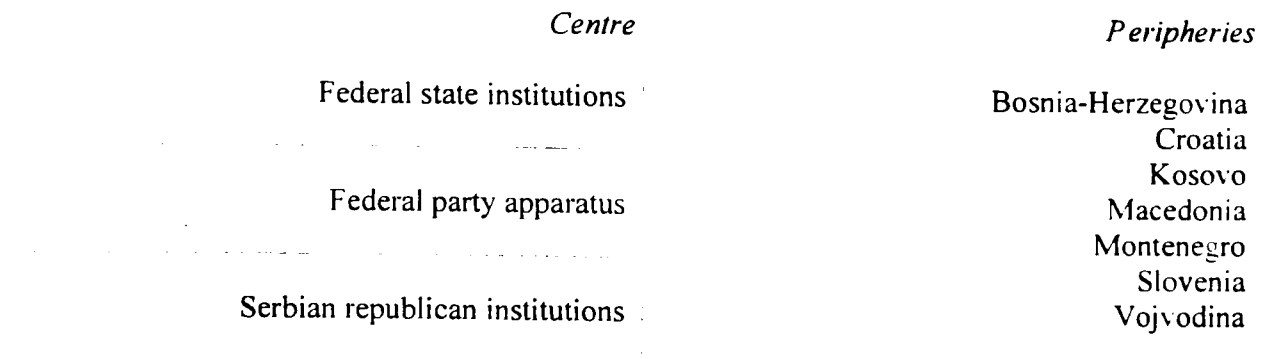 Centre
Federal state institutions
Federal party apparatus
Serbian republican institutions
Peripheries
Bosnia-Herzegovina
Croatia
Kosovo
Macedonia
Montenegro
Slovenia
Vojvodina